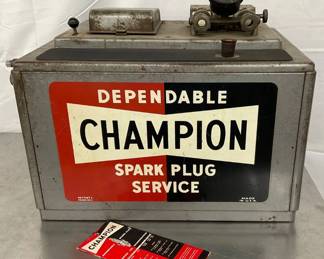 DEPENDABLE
CHAMPION
SPARK PLUG
SERVICE
CHAMPION